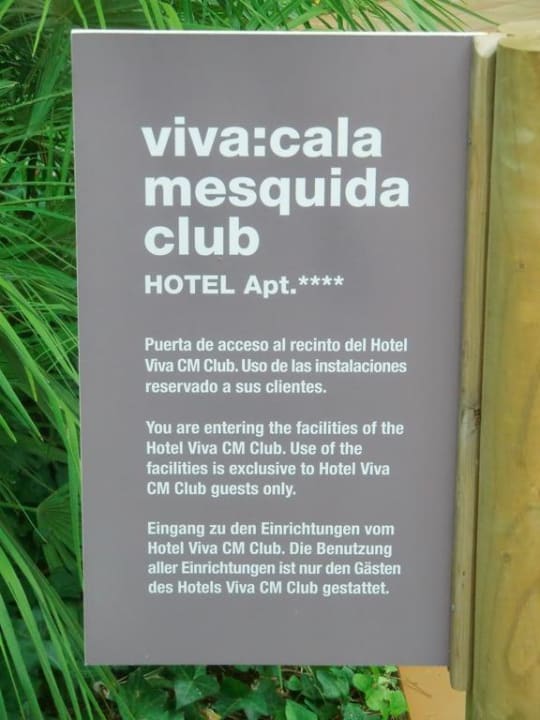 viva:cala
mesquida
club
HOTEL Apt.****
Puerta de acceso al recinto del Hotel
Viva CM Club. Uso de las instalaciones
reservado a sus clientes.
You are entering the facilities of the
Hotel Viva CM Club. Use of the
facilities is exclusive to Hotel Viva
CM Club guests only.
Eingang zu den Einrichtungen vom
Hotel Viva CM Club. Die Benutzung
aller Einrichtungen ist nur den Gästen
des Hotels Viva CM Club gestattet.